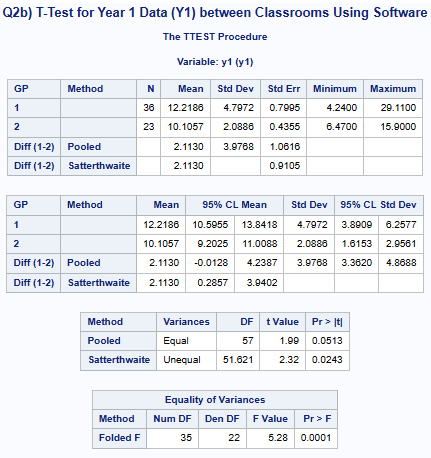 Q2b) T-Test for Year 1 Data (Y1) between Classrooms Using Software
The TTEST Procedure
Variable: y1 (y1)
GP Method N Mean Std Dev Std Err Minimum Maximum
1 36 12.2186 4.7972 0.7995 4.2400 29.1100
2 23 10.1057 2.0886 0.4355 6.4700 15.9000
Diff (1-2) Pooled 2.1130 3.9768 1.0616
Diff (1-2) Satterthwaite 2.1130 0.9105
GP Method Mean 95% CL Mean Std Dev 95% CL Std Dev
1 12.2186 10.5955 13.8418 4.7972 3.8909 6.2577
2 10.1057 9.2025 11.0088 2.0886 1.6153 2.9561
Diff (1-2) Pooled 2.1130 -0.0128 4.2387 3.9768 3.3620 4.8688
Diff (1-2) Satterthwaite 2.1130 0.2857 3.9402
Method Variances DF t Value Pr > |t|
Pooled Equal 57 1.99 0.0513
Satterthwaite Unequal 51.621 2.32 0.0243
Equality of Variances
Method Num DF Den DF F Value Pr > F
Folded F 35 22 5.28 0.0001